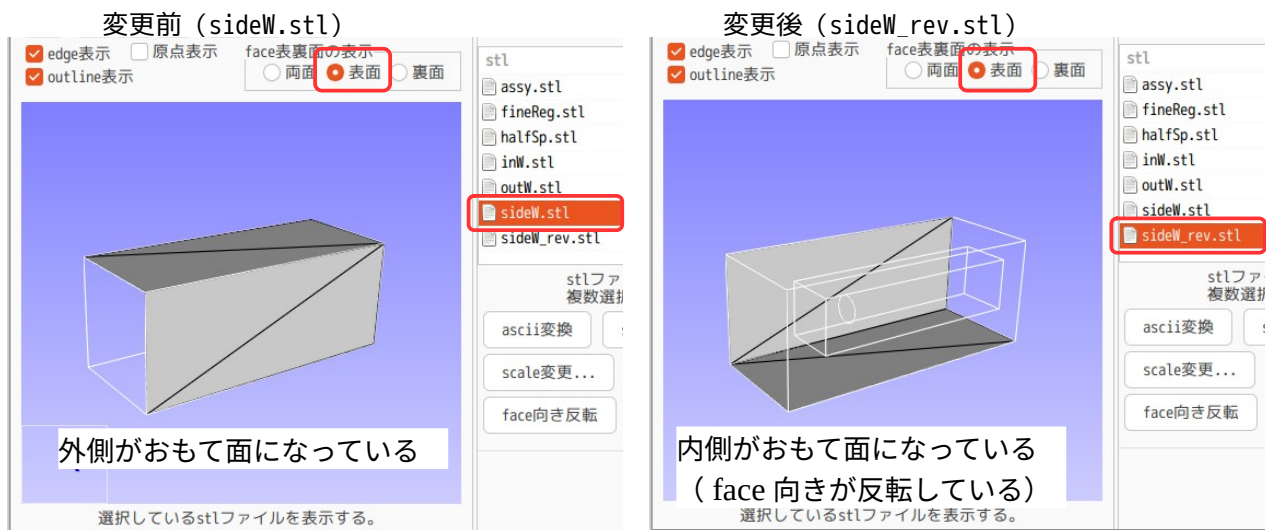 変更前（sideW.stl）
edge表示 原点表示 face表裏面の表示
outline表示 両面 表面 裏面
stl
assy.stl
fineReg.stl
halfSp.stl
inW.stl
outW.stl
sideW.stl
sideW_rev.stl
stlファ
複数選択
ascii変換
scale変更...
face向き反転
外側がおもて面になっている
選択しているstlファイルを表示する。
変更後（sideW_rev.stl）
edge表示 原点表示 face表裏面の表示
outline表示 両面 表面 裏面
stl
assy.stl
fineReg.stl
halfSp.stl
inW.stl
outW.stl
sideW.stl
sideW_rev.stl
stlファ
複数選択
ascii変換
scale変更...
face向き反転
内側がおもて面になっている
（ face 向きが反転している）
選択しているstlファイルを表示する。